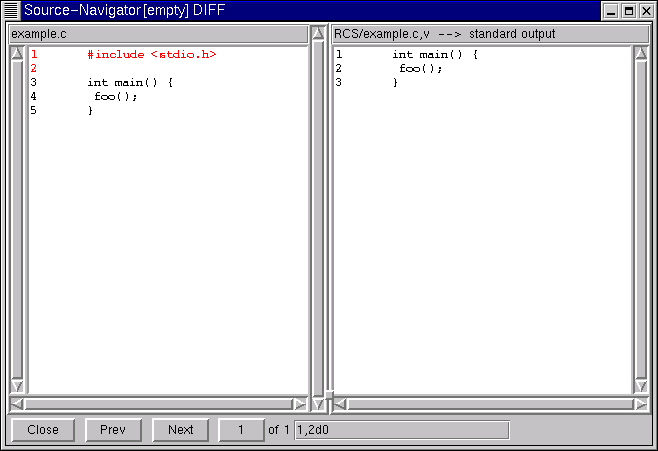 Source-Navigator [empty] DIFF
example.c
1 #include <stdio.h>
2
3 int main() {
4 foo();
5 }
RCS/example.c,v --> standard output
1 int main() {
2 foo();
3 }
Close Prev Next 1 of 1 1,2d0